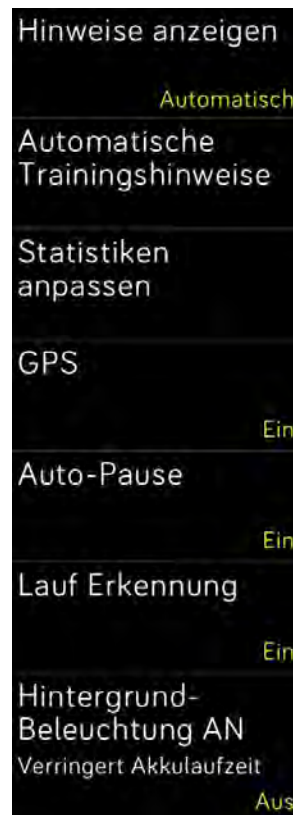 Hinweise anzeigen
Automatisch
Automatische
Trainingshinweise
Statistiken
anpassen
GPS
Ein
Auto-Pause
Ein
Lauf Erkennung
Ein
Hintergrund-
Beleuchtung AN
Verringert Akkulaufzeit
Aus